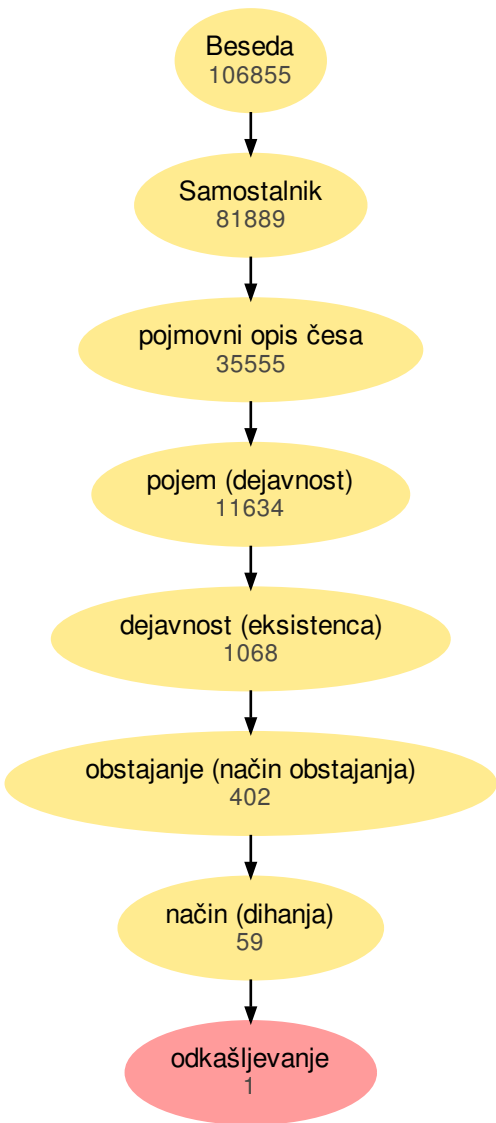 Beseda
106855
Samostalnik
81889
pojmovni opis česa
35555
pojem (dejavnost)
11634
dejavnost (eksistenca)
1068
obstajanje (način obstajanja)
402
način (dihanja)
59
odkašljevanje
1